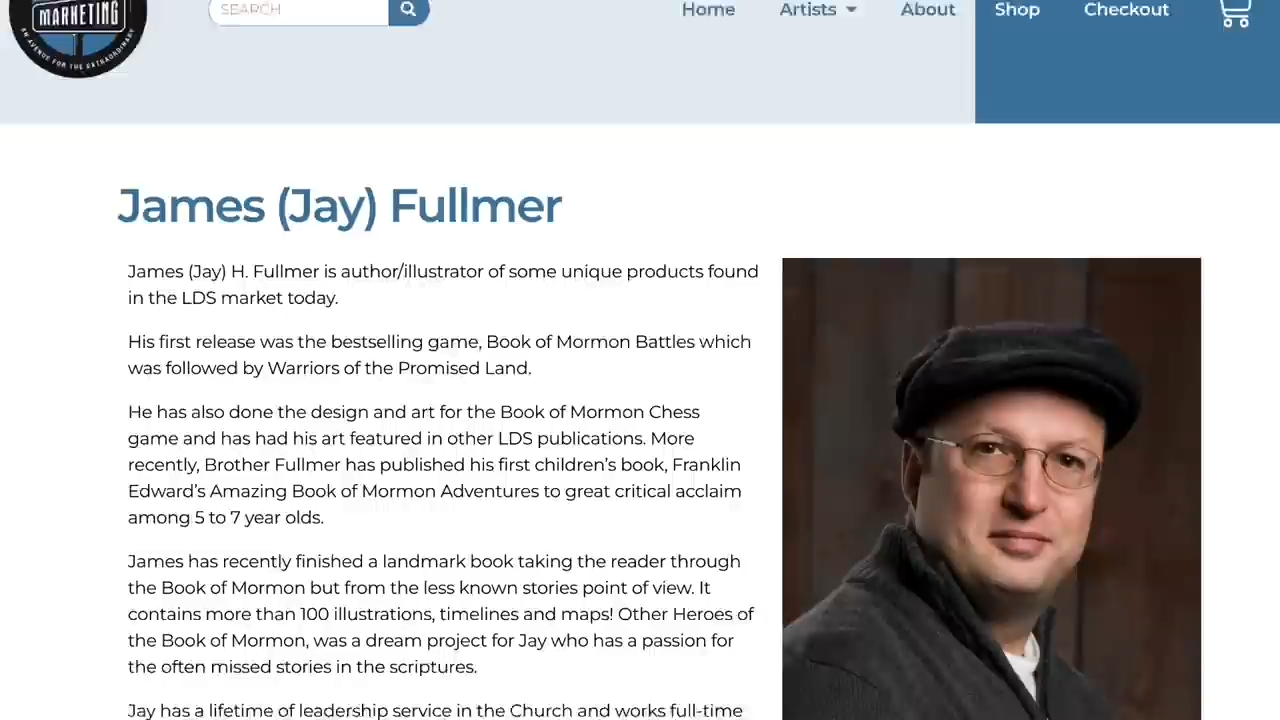 MARKETING
AN AVENUE FOR THE EXTRAORDINARY
SEARCH
Home
Artists
About
Shop
Checkout
James (Jay) Fullmer
James (Jay) H. Fullmer is author/illustrator of some unique products found
in the LDS market today.
His first release was the bestselling game, Book of Mormon Battles which
was followed by Warriors of the Promised Land.
He has also done the design and art for the Book of Mormon Chess
game and has had his art featured in other LDS publications. More
recently, Brother Fullmer has published his first children's book, Franklin
Edward's Amazing Book of Mormon Adventures to great critical acclaim
among 5 to 7 year olds.
James has recently finished a landmark book taking the reader through
the Book of Mormon but from the less known stories point of view. It
contains more than 100 illustrations, timelines and maps! Other Heroes of
the Book of Mormon, was a dream project for Jay who has a passion for
the often missed stories in the scriptures.
Jay has a lifetime of leadership service in the Church and works full-time